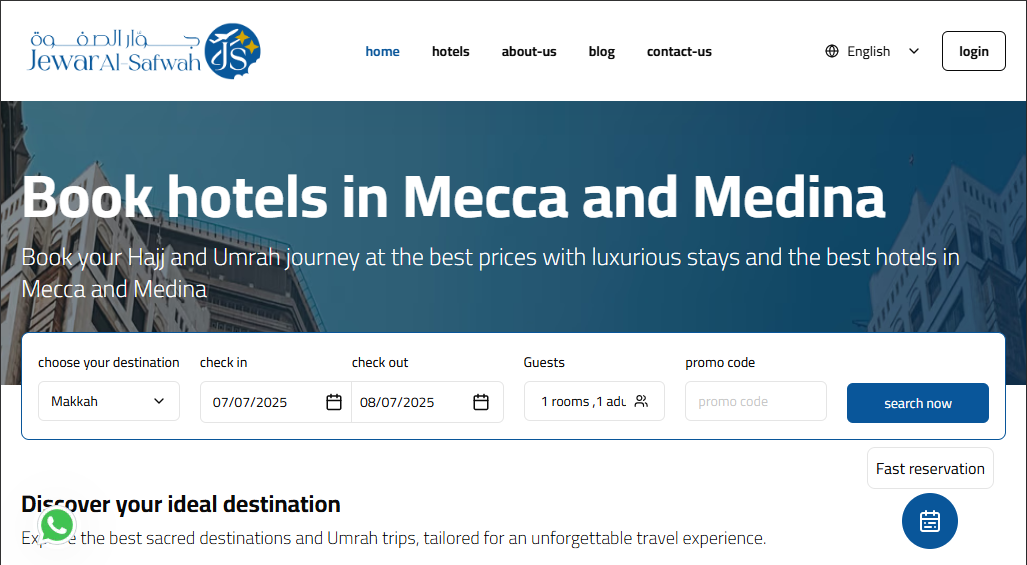 جوار الصفوة
Jewar Al-Safwah
JS
home
hotels
about-us
blog
contact-us
English
login
Book hotels in Mecca and Medina
Book your Hajj and Umrah journey at the best prices with luxurious stays and the best hotels in
Mecca and Medina
choose your destination
check in
check out
Guests
promo code
Makkah
07/07/2025
08/07/2025
1 rooms ,1 adu
promo code
search now
Fast reservation
Discover your ideal destination
the best sacred destinations and Umrah trips, tailored for an unforgettable travel experience.